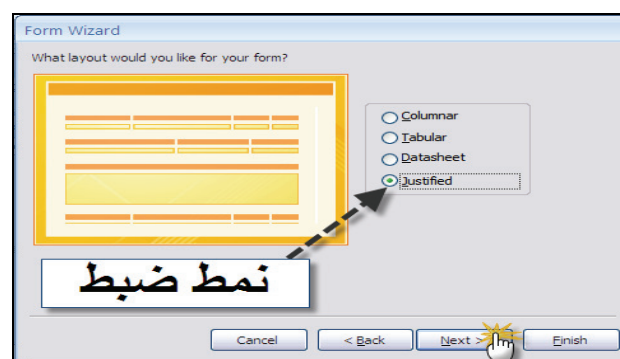 Form Wizard
What layout would you like for your form?
Columnar
Tabular
Datasheet
Justified
نمط ضبط
Cancel
< Back
Next >
Finish